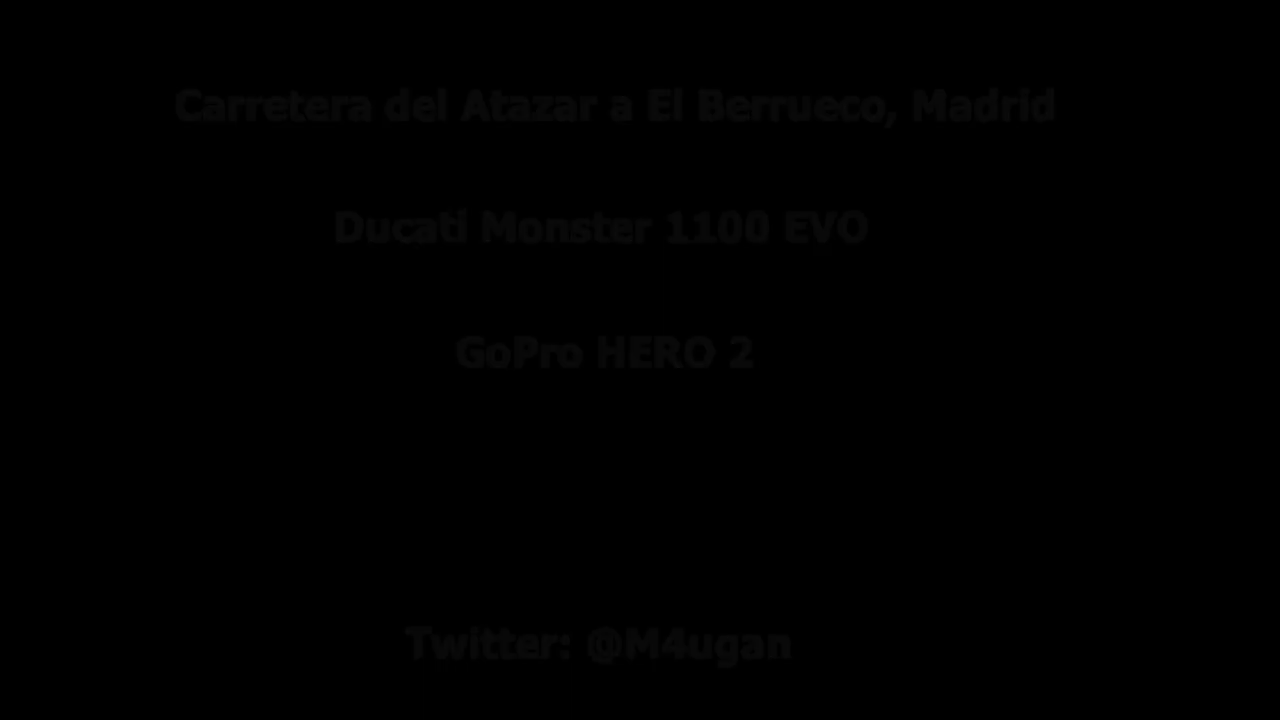 Carretera del Atazar a El Berrueco, Madrid
Ducati Monster 1100 EVO
GoPro HERO 2
Twitter: @M4ugan